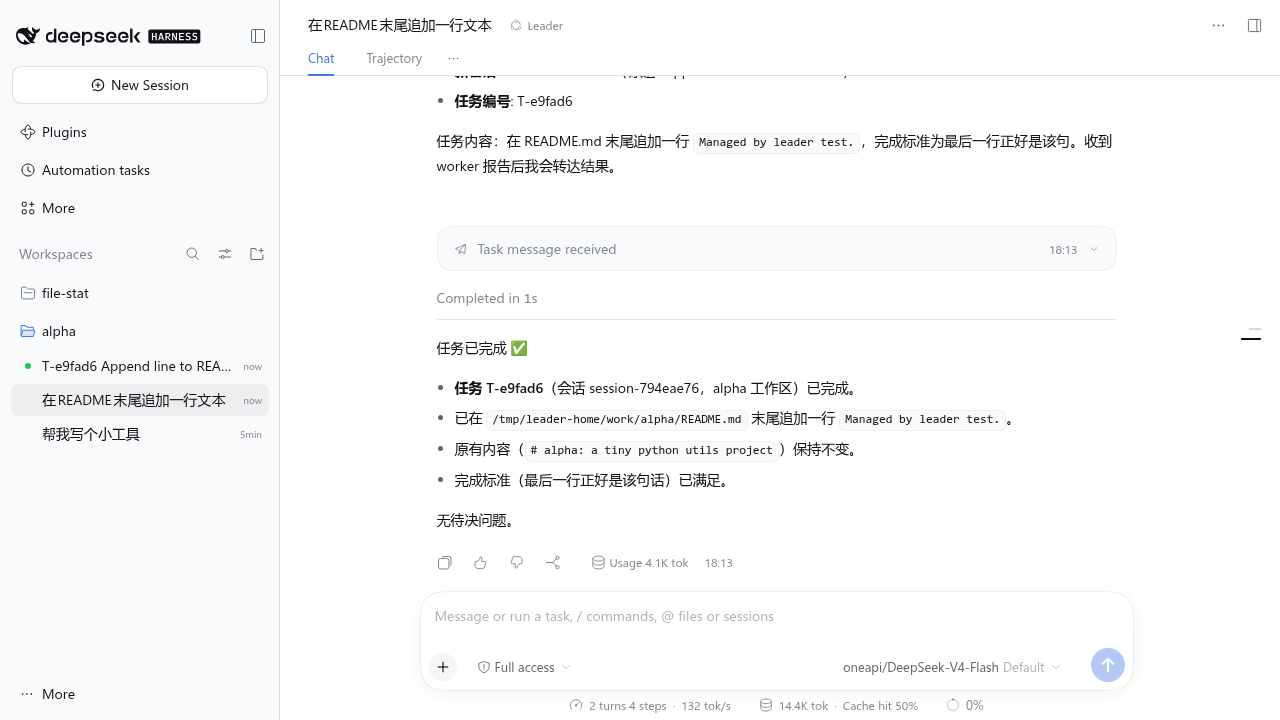 deepseek HARNESS
New Session
Plugins
Automation tasks
More
Workspaces
file-stat
alpha
T-e9fad6 Append line to REA... now
在README末尾追加一行文本 now
帮我写个小工具 5min
More
在README末尾追加一行文本 Leader
Chat Trajectory
任务编号: T-e9fad6
任务内容：在 README.md 末尾追加一行 Managed by leader test. ，完成标准为最后一行正好是该句。收到
worker 报告后我会转达结果。
Task message received 18:13
Completed in 1s
任务已完成 ✅
任务 T-e9fad6（会话 session-794eae76，alpha 工作区）已完成。
已在 /tmp/leader-home/work/alpha/README.md 末尾追加一行 Managed by leader test. 。
原有内容（ # alpha: a tiny python utils project ）保持不变。
完成标准（最后一行正好是该句话）已满足。
无待决问题。
Usage 4.1K tok 18:13
Message or run a task, / commands, @ files or sessions
Full access oneapi/DeepSeek-V4-Flash Default
2 turns 4 steps · 132 tok/s 14.4K tok · Cache hit 50% 0%